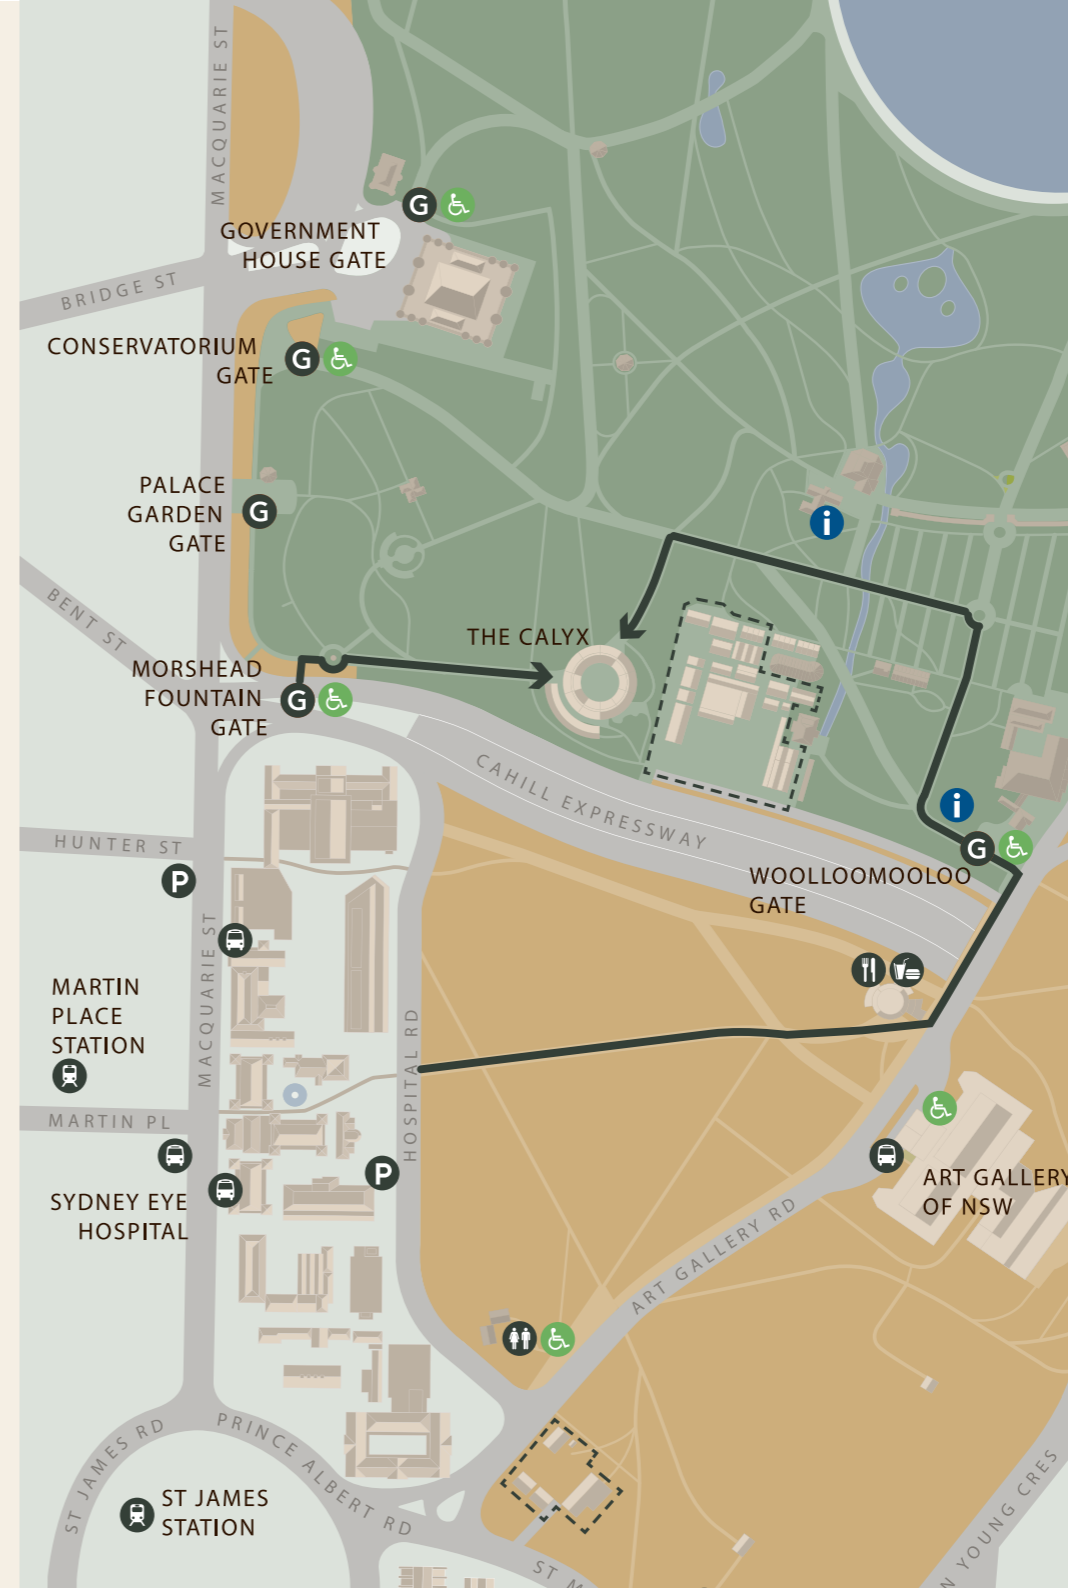 MACQUARIE ST
G
GOVERNMENT
HOUSE GATE
BRIDGE ST
CONSERVATORIUM
GATE
G
PALACE
GARDEN
GATE
G
i
BENT ST
THE CALYX
MORSHEAD
FOUNTAIN
GATE
G
CAHILL EXPRESSWAY
i
G
HUNTER ST
P
WOOLLOOMOOLOO
GATE
MACQUARIE ST
MARTIN
PLACE
STATION
HOSPITAL RD
MARTIN PL
P
SYDNEY EYE
HOSPITAL
ART GALLERY
OF NSW
ART GALLERY RD
ST JAMES RD
PRINCE ALBERT RD
ST JAMES
STATION
YOUNG CRES
ST